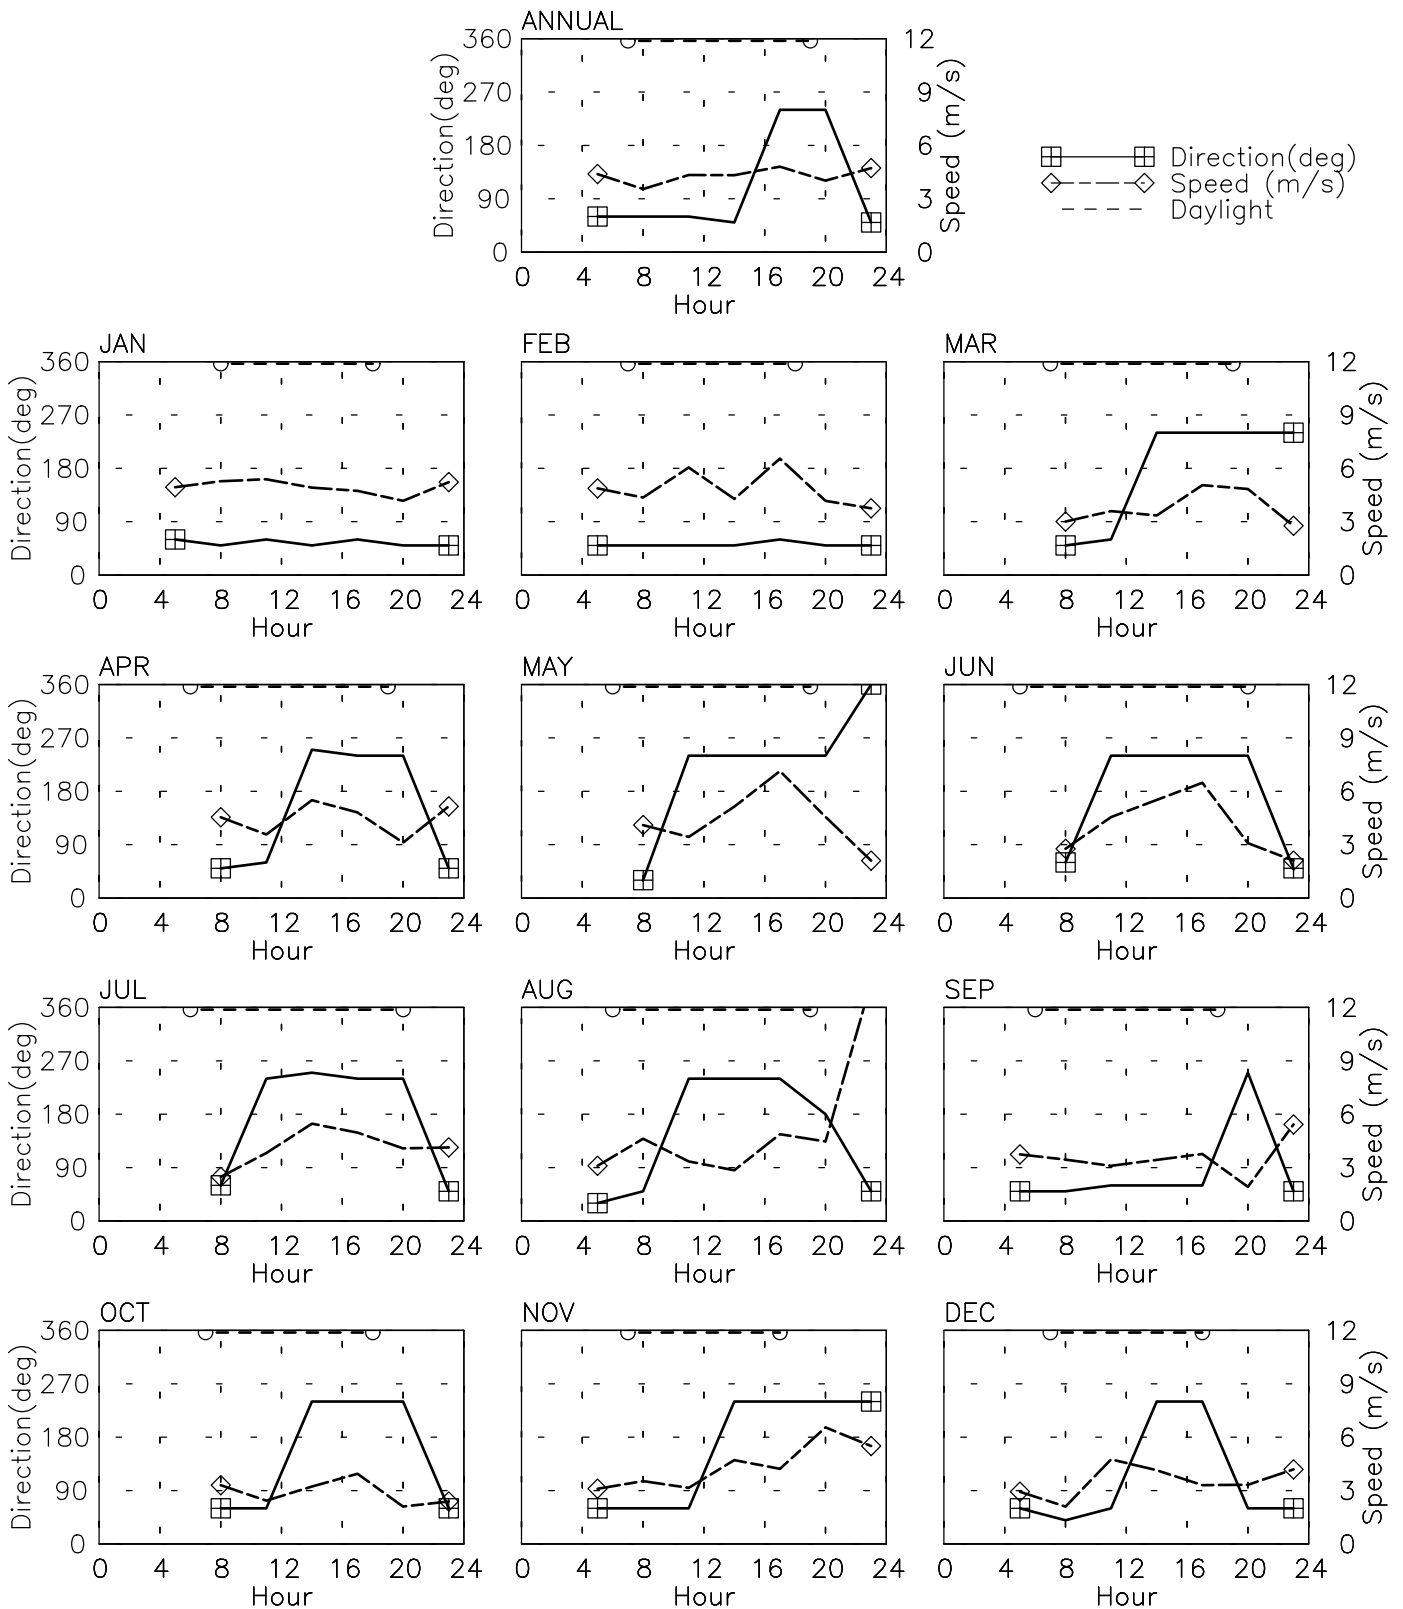 ANNUAL
360 12
270 9
180 6
90 3
0 0
Direction(deg)
Speed (m/s)
0 4 8 12 16 20 24
Hour
Direction(deg)
Speed (m/s)
Daylight
JAN FEB MAR
360 12
270 9
180 6
90 3
0 0
Direction(deg)
Speed (m/s)
0 4 8 12 16 20 24 0 4 8 12 16 20 24 0 4 8 12 16 20 24
Hour Hour Hour
APR MAY JUN
360 12
270 9
180 6
90 3
0 0
Direction(deg)
Speed (m/s)
0 4 8 12 16 20 24 0 4 8 12 16 20 24 0 4 8 12 16 20 24
Hour Hour Hour
JUL AUG SEP
360 12
270 9
180 6
90 3
0 0
Direction(deg)
Speed (m/s)
0 4 8 12 16 20 24 0 4 8 12 16 20 24 0 4 8 12 16 20 24
Hour Hour Hour
OCT NOV DEC
360 12
270 9
180 6
90 3
0 0
Direction(deg)
Speed (m/s)
0 4 8 12 16 20 24 0 4 8 12 16 20 24 0 4 8 12 16 20 24
Hour Hour Hour